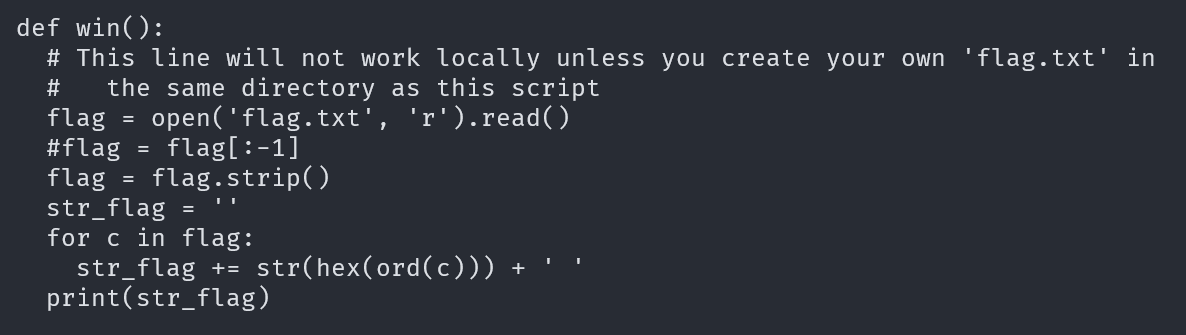 def win():
  # This line will not work locally unless you create your own 'flag.txt' in
  #   the same directory as this script
  flag = open('flag.txt', 'r').read()
  #flag = flag[:-1]
  flag = flag.strip()
  str_flag = ''
  for c in flag:
    str_flag += str(hex(ord(c))) + ' '
  print(str_flag)